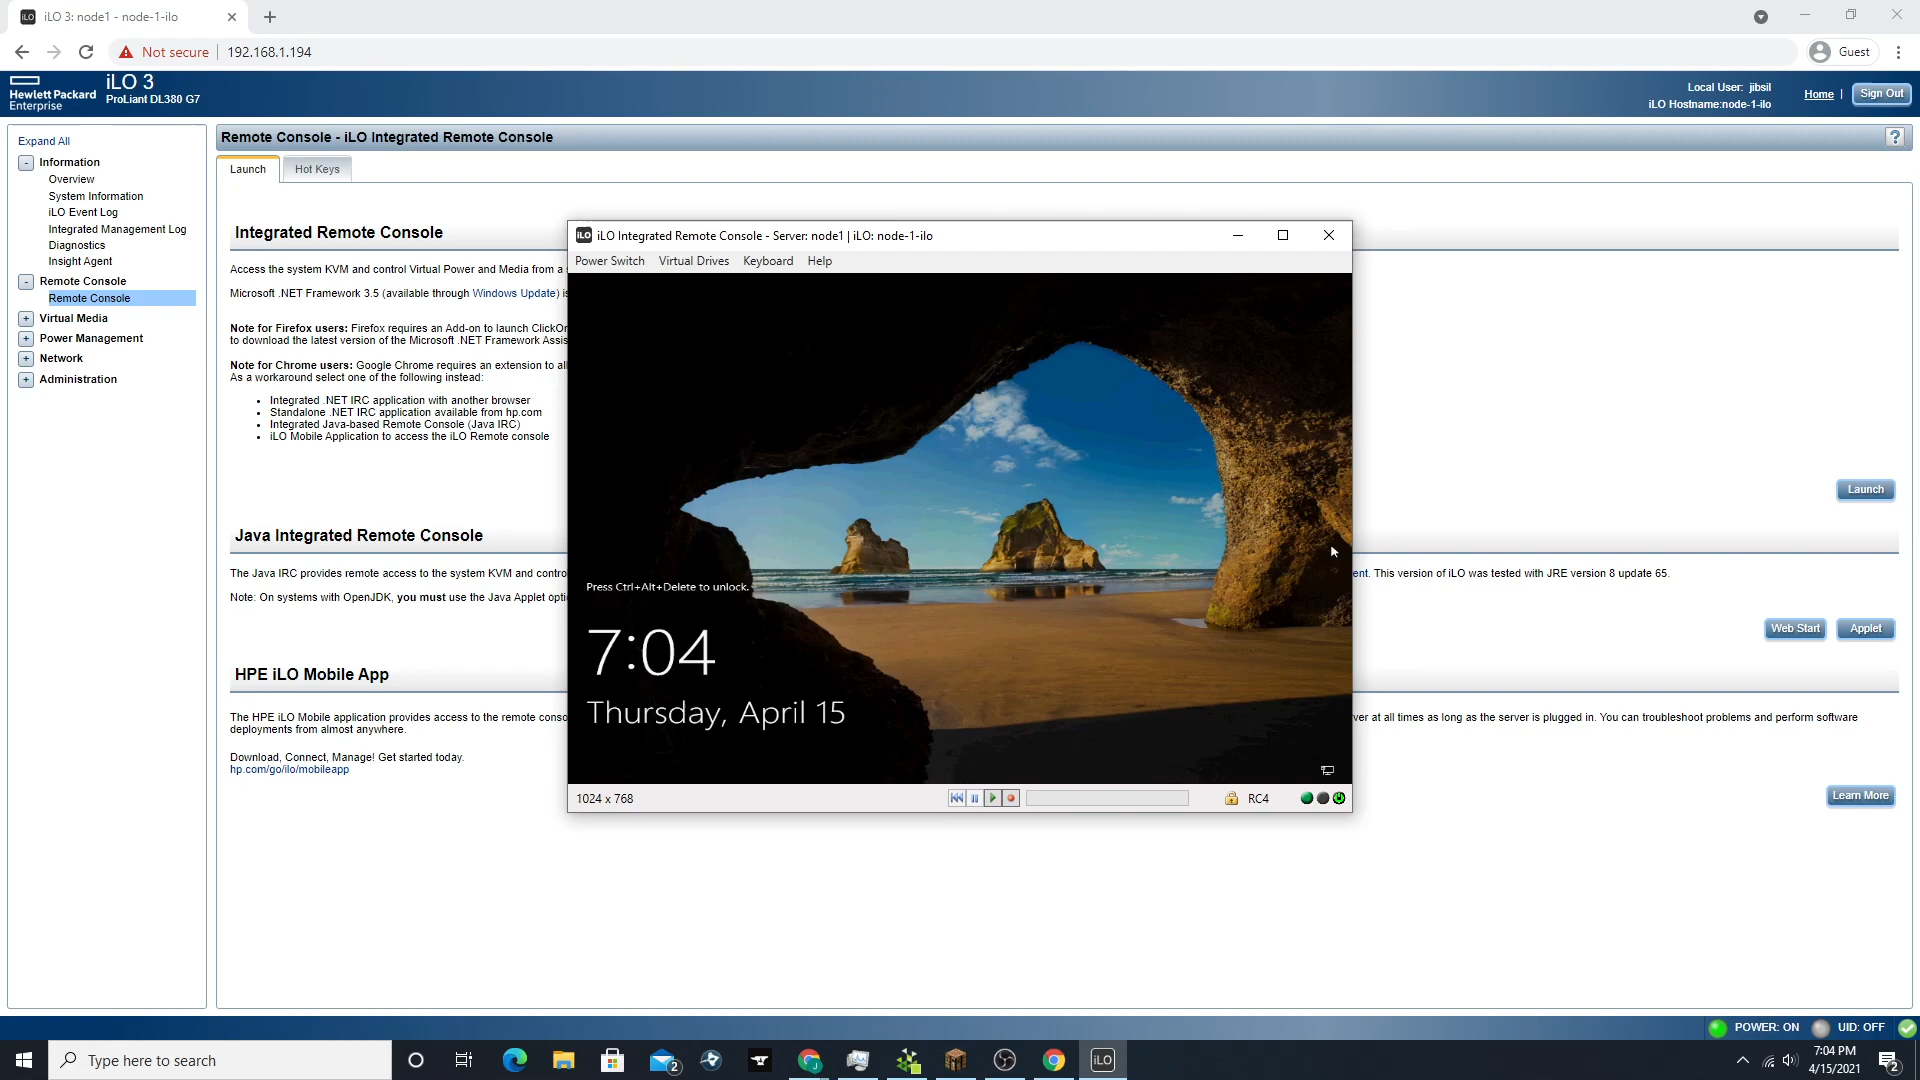 iLO 3: node1 - node-1-ilo
Not secure
192.168.1.194
Guest
Hewlett Packard
Enterprise
iLO 3
ProLiant DL380 G7
Local User: jibsil
iLO Hostname:node-1-ilo
Home |
Sign Out
Expand All
Information
Overview
System Information
iLO Event Log
Integrated Management Log
Diagnostics
Insight Agent
Remote Console
Remote Console
Virtual Media
Power Management
Network
Administration
Remote Console - iLO Integrated Remote Console
?
Launch
Hot Keys
Integrated Remote Console
Access the system KVM and control Virtual Power and Media from a
Microsoft .NET Framework 3.5 (available through Windows Update)
Note for Firefox users: Firefox requires an Add-on to launch
to download the latest version of the Microsoft .NET Framework
Note for Chrome users: Google Chrome requires an extension to
As a workaround select one of the following instead:
Integrated .NET IRC application with another browser
Standalone .NET IRC application available from hp.com
Integrated Java-based Remote Console (Java IRC)
iLO Mobile Application to access the iLO Remote console
Launch
Java Integrated Remote Console
The Java IRC provides remote access to the system KVM and
This version of iLO was tested with JRE version 8 update 65.
Note: On systems with OpenJDK, you must use the Java Applet
Web Start
Applet
HPE iLO Mobile App
The HPE iLO Mobile application provides access to the remote
at all times as long as the server is plugged in. You can troubleshoot problems and perform software
deployments from almost anywhere.
Download, Connect, Manage! Get started today.
hp.com/go/ilo/mobileapp
Learn More
iLO Integrated Remote Console - Server: node1 | iLO: node-1-ilo
Power Switch
Virtual Drives
Keyboard
Help
Press Ctrl+Alt+Delete to unlock.
7:04
Thursday, April 15
1024 x 768
RC4
POWER: ON
UID: OFF
Type here to search
2
iLO
7:04 PM
4/15/2021
2